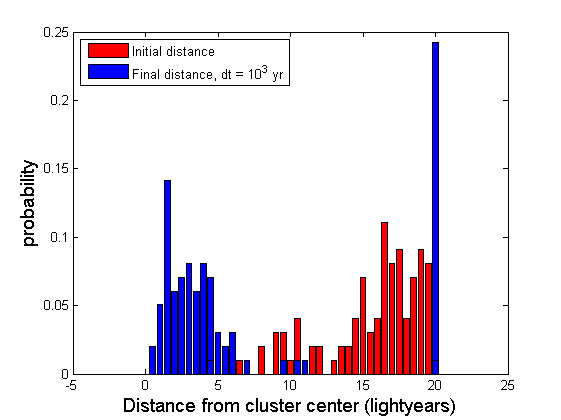 0.25
0.2
0.15
0.1
0.05
0
probability
Initial distance
Final distance, dt = 10³ yr
-5 0 5 10 15 20 25
Distance from cluster center (lightyears)